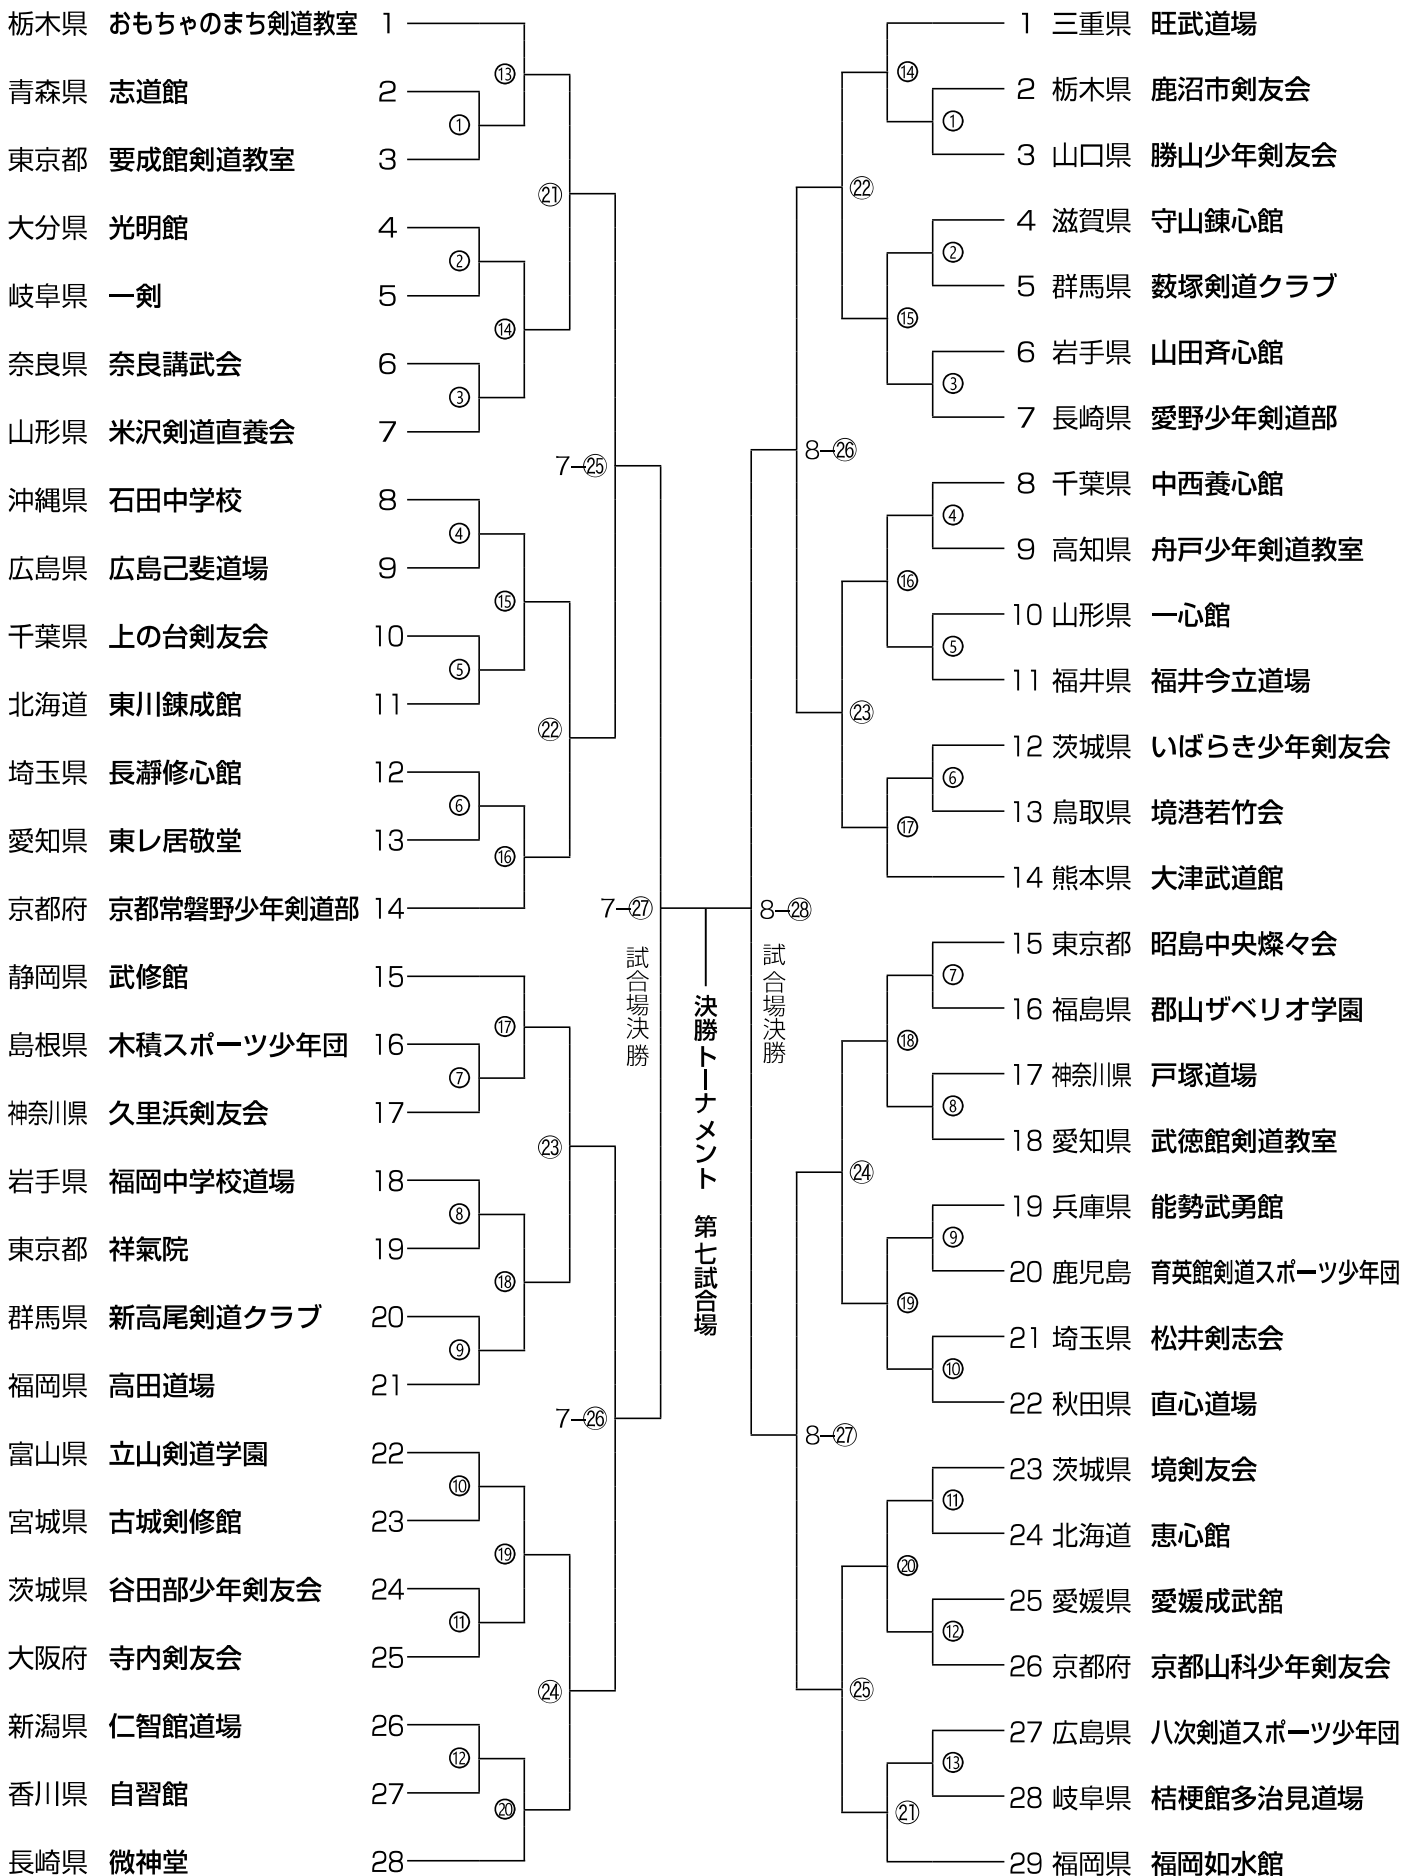 栃木県 おもちゃのまち剣道教室 1
青森県 志道館 2
東京都 要成館剣道教室 3
大分県 光明館 4
岐阜県 一剣 5
奈良県 奈良講武会 6
山形県 米沢剣道直養会 7
沖縄県 石田中学校 8
広島県 広島己斐道場 9
千葉県 上の台剣友会 10
北海道 東川錬成館 11
埼玉県 長瀞修心館 12
愛知県 東レ居敬堂 13
京都府 京都常磐野少年剣道部 14
静岡県 武修館 15
島根県 木積スポーツ少年団 16
神奈川県 久里浜剣友会 17
岩手県 福岡中学校道場 18
東京都 祥氣院 19
群馬県 新高尾剣道クラブ 20
福岡県 高田道場 21
富山県 立山剣道学園 22
宮城県 古城剣修館 23
茨城県 谷田部少年剣友会 24
大阪府 寺内剣友会 25
新潟県 仁智館道場 26
香川県 自習館 27
長崎県 微神堂 28
①
②
③
④
⑤
⑥
⑦
⑧
⑨
⑩
⑪
⑫
⑬
⑭
⑮
⑯
⑰
⑱
⑲
⑳
㉑
㉒
㉓
㉔
7–㉕
7–㉖
7–㉗
試合場決勝
決勝トーナメント 第七試合場
8–㉘
試合場決勝
8–㉖
8–㉗
㉒
㉓
㉔
㉕
⑭
⑮
⑯
⑰
⑱
⑲
⑳
㉑
①
②
③
④
⑤
⑥
⑦
⑧
⑨
⑩
⑪
⑫
⑬
1 三重県 旺武道場
2 栃木県 鹿沼市剣友会
3 山口県 勝山少年剣友会
4 滋賀県 守山錬心館
5 群馬県 薮塚剣道クラブ
6 岩手県 山田斉心館
7 長崎県 愛野少年剣道部
8 千葉県 中西養心館
9 高知県 舟戸少年剣道教室
10 山形県 一心館
11 福井県 福井今立道場
12 茨城県 いばらき少年剣友会
13 鳥取県 境港若竹会
14 熊本県 大津武道館
15 東京都 昭島中央燦々会
16 福島県 郡山ザベリオ学園
17 神奈川県 戸塚道場
18 愛知県 武徳館剣道教室
19 兵庫県 能勢武勇館
20 鹿児島 育英館剣道スポーツ少年団
21 埼玉県 松井剣志会
22 秋田県 直心道場
23 茨城県 境剣友会
24 北海道 恵心館
25 愛媛県 愛媛成武舘
26 京都府 京都山科少年剣友会
27 広島県 八次剣道スポーツ少年団
28 岐阜県 桔梗館多治見道場
29 福岡県 福岡如水館